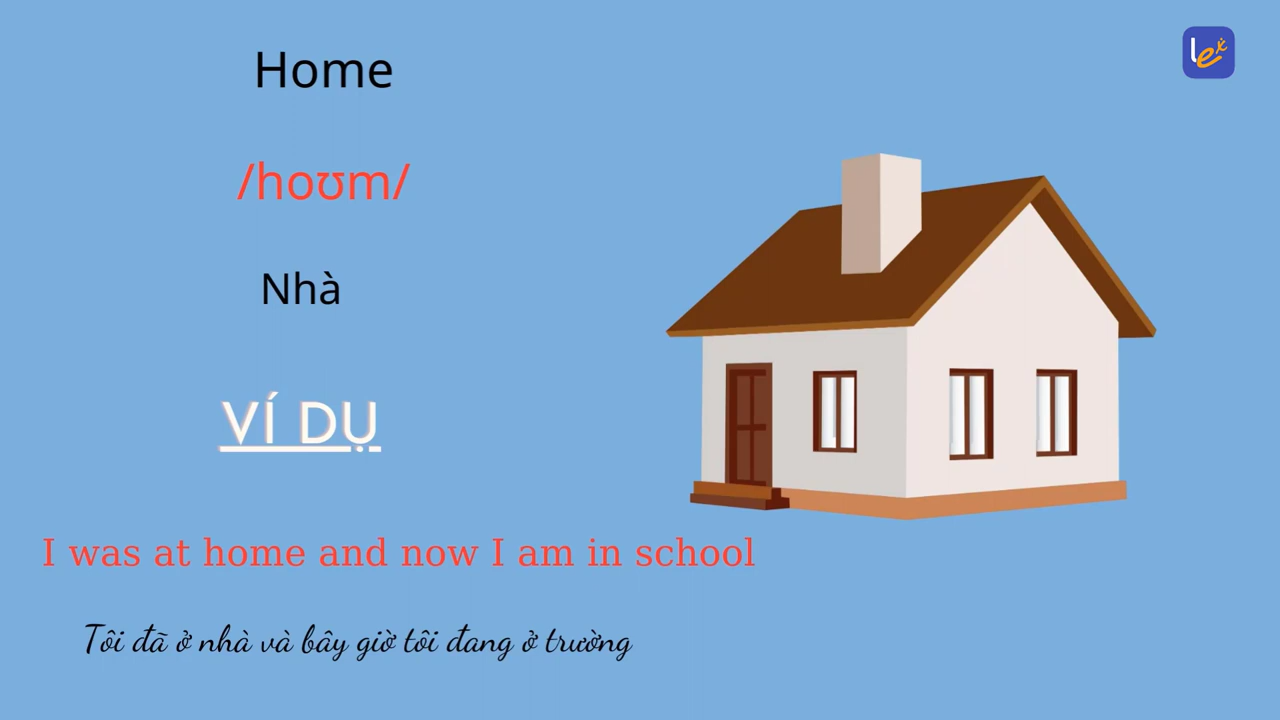 Home
/hoʊm/
Nhà
VÍ DỤ
I was at home and now I am in school
Tôi đã ở nhà và bây giờ tôi đang ở trường
Lex